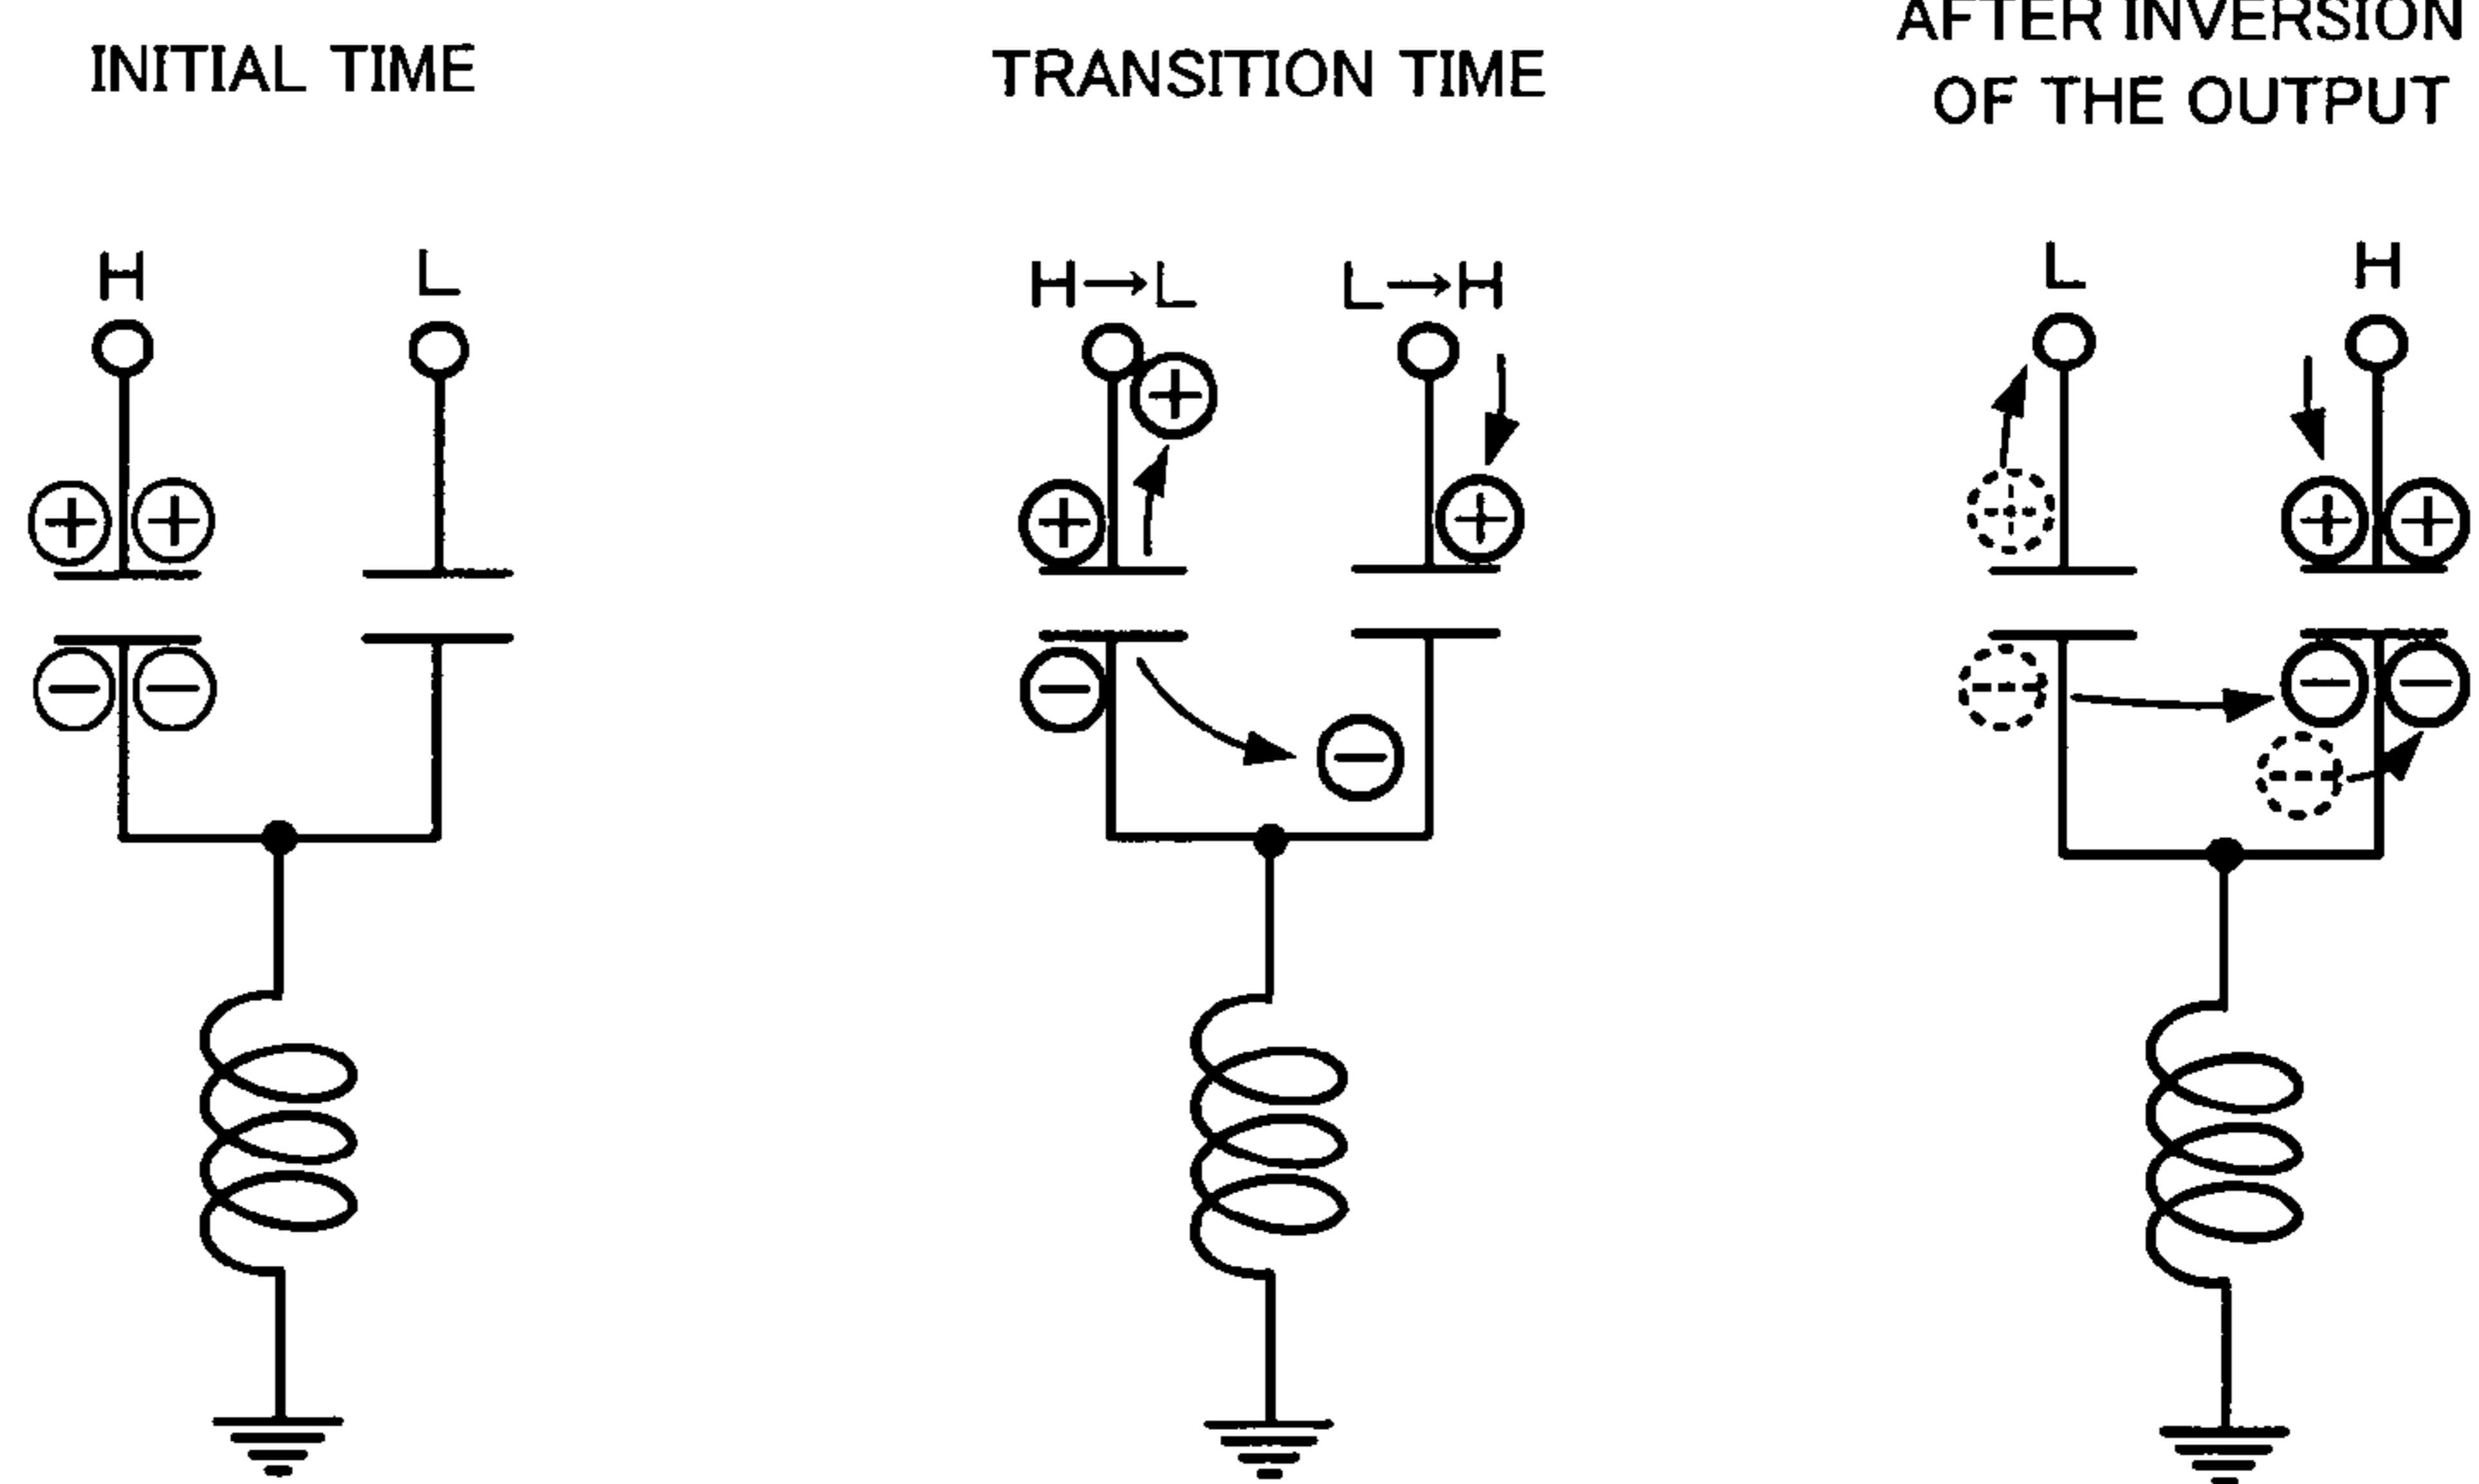 INITIAL TIME
TRANSITION TIME
AFTER INVERSION
OF THE OUTPUT
H
L
H→L
L→H
L
H